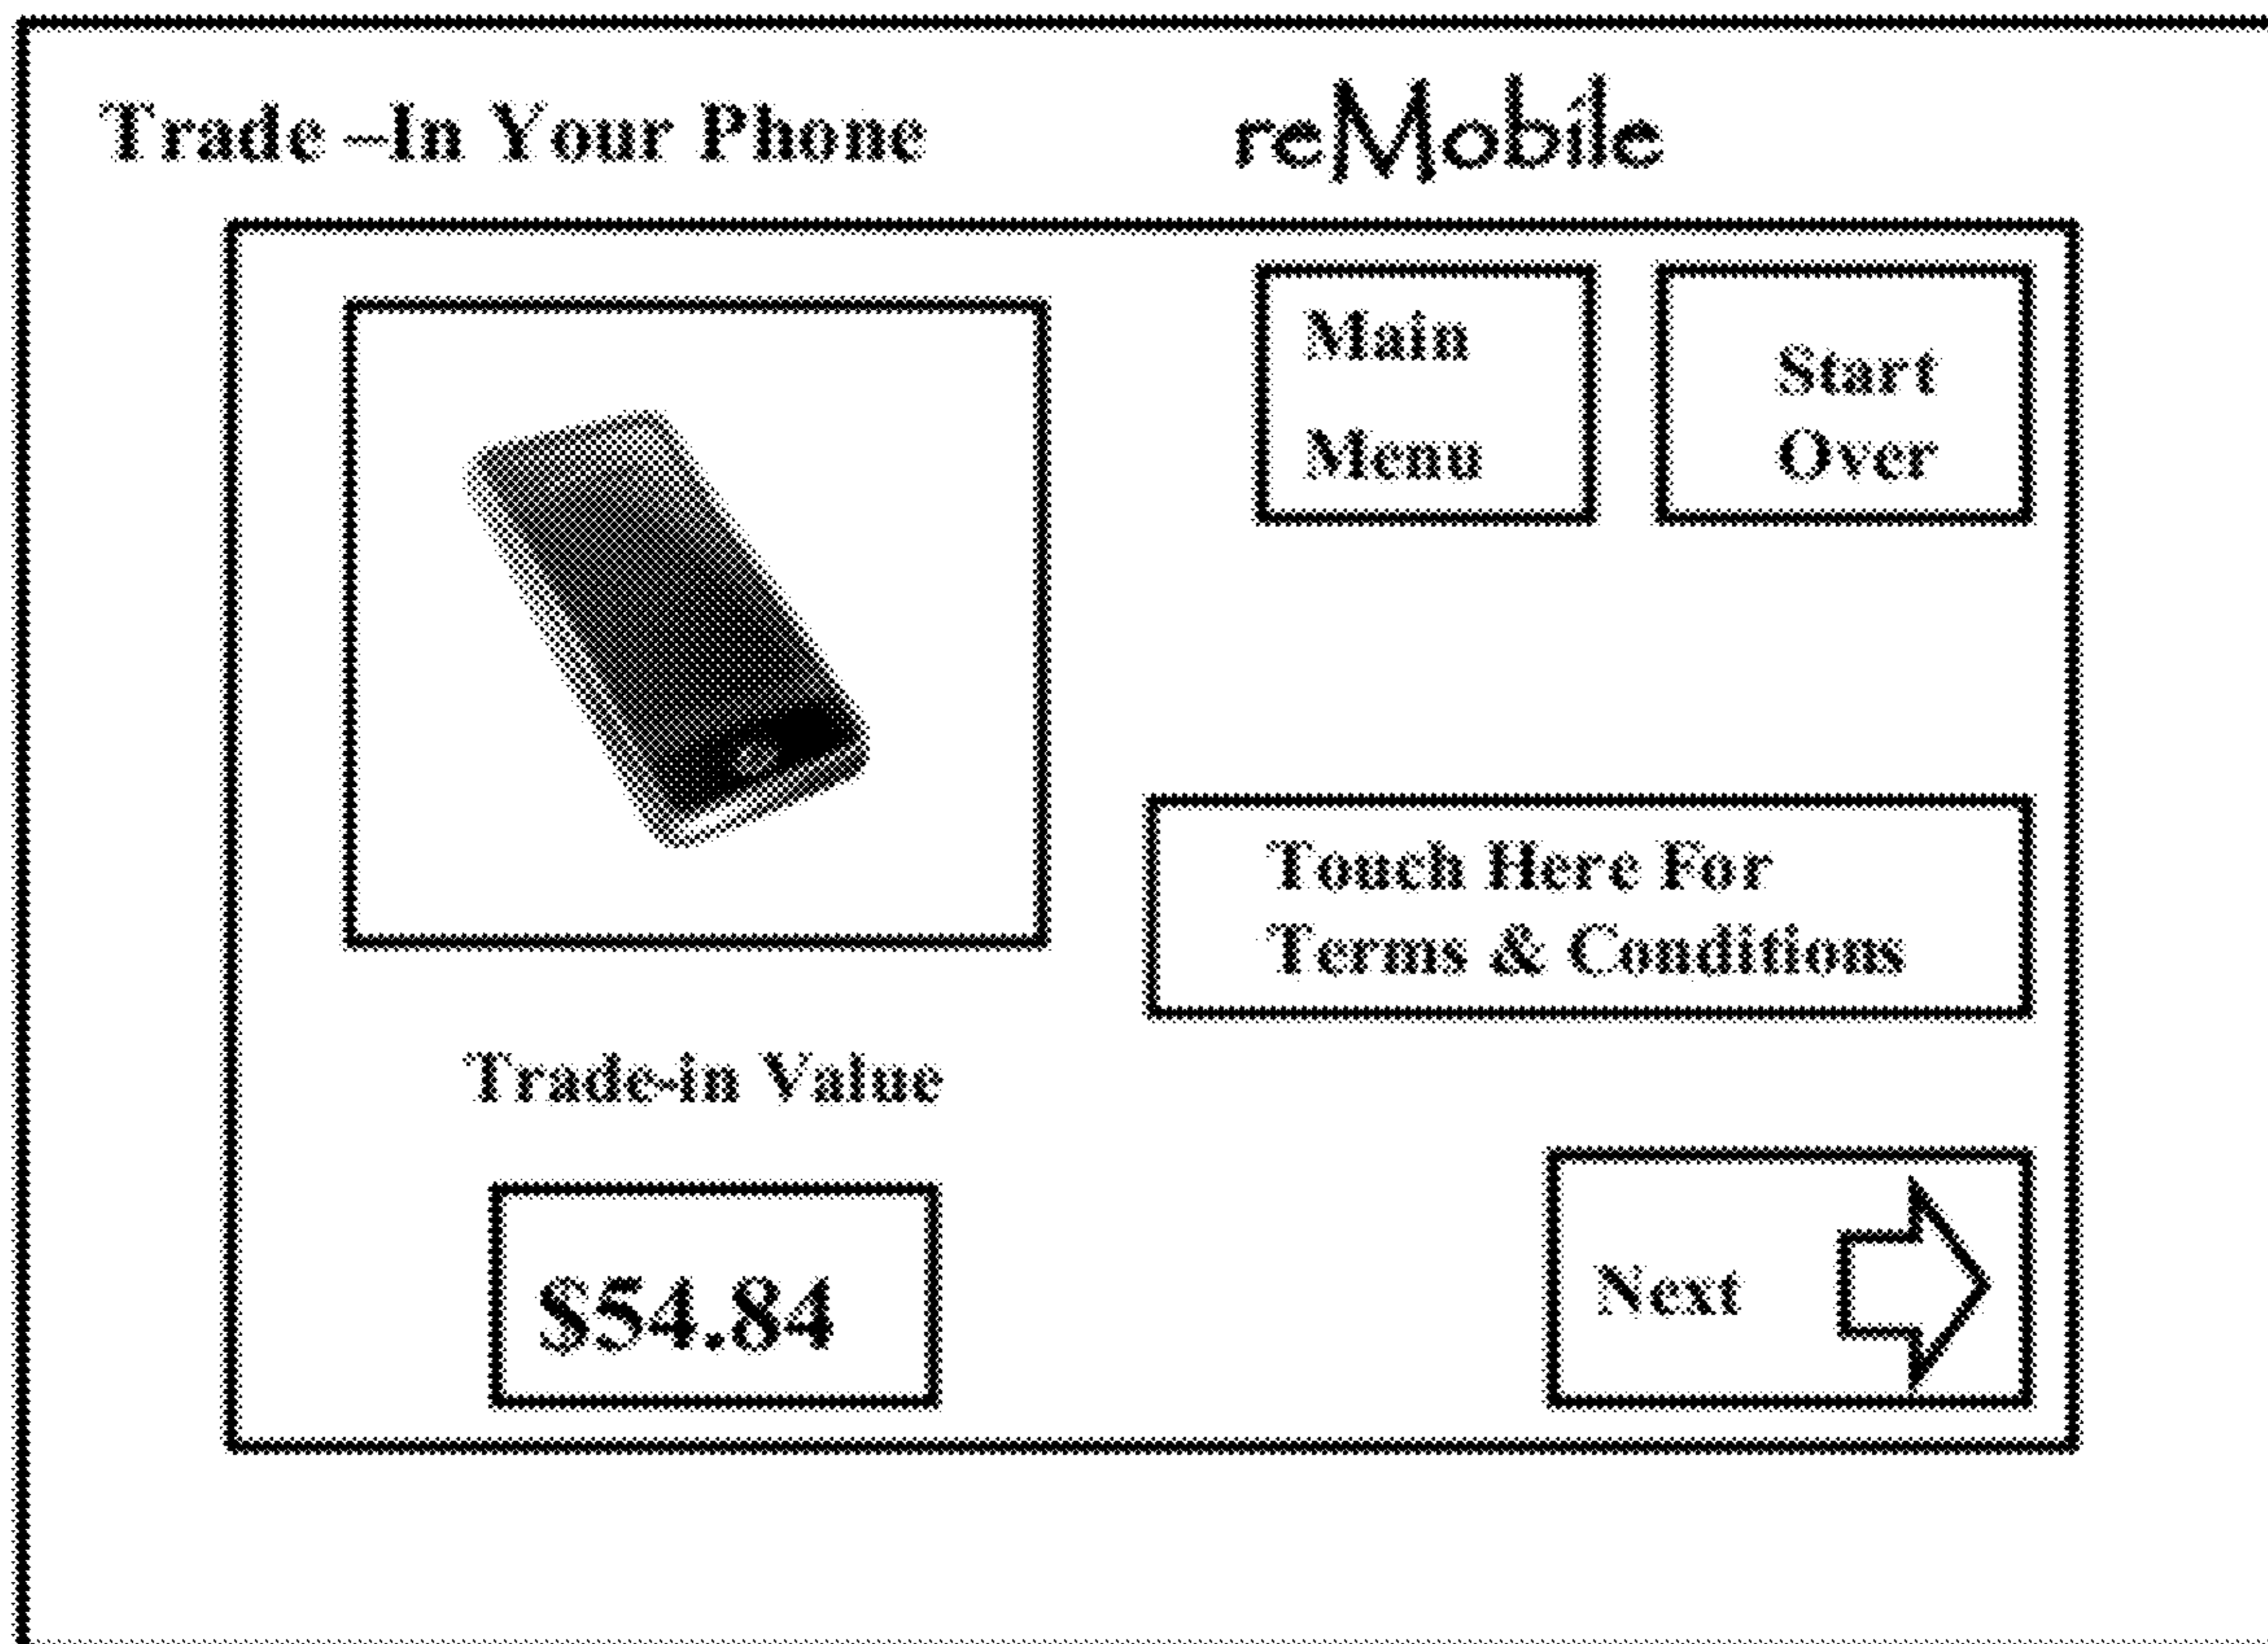 Trade –In Your Phone
reMobile
Main
Menu
Start
Over
Touch Here For
Terms & Conditions
Trade-in Value
$54.84
Next